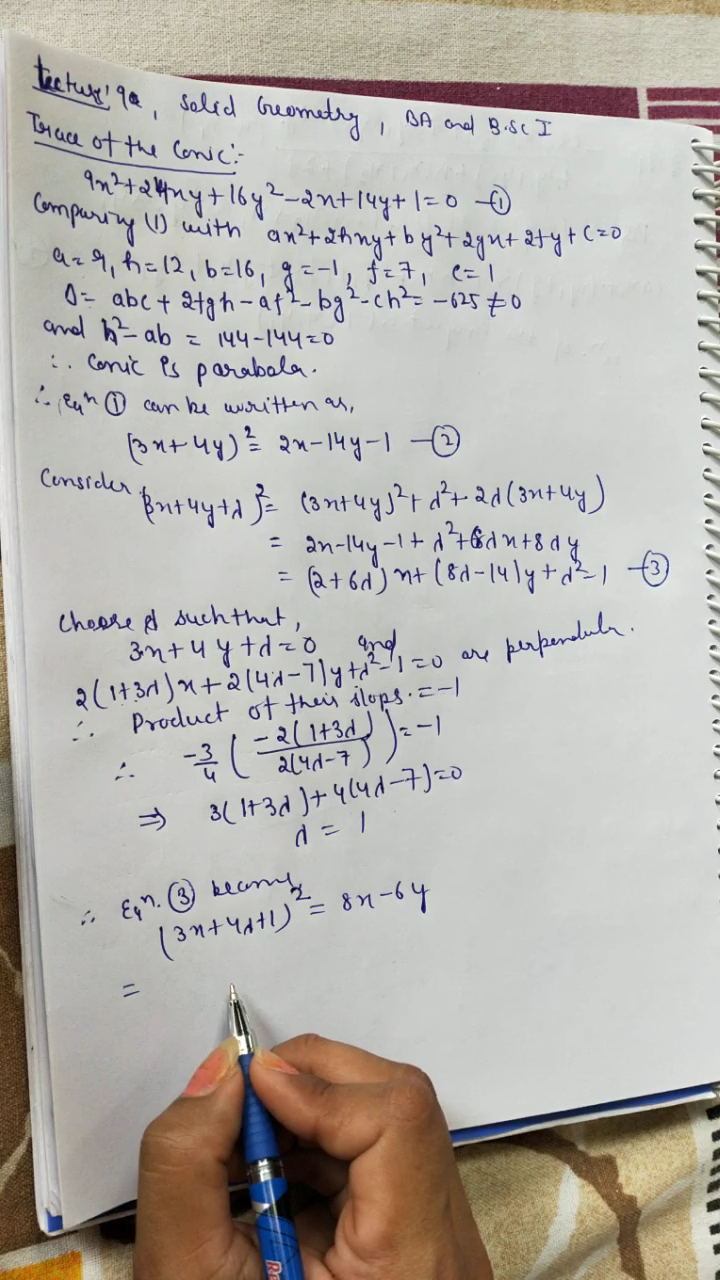 Lecture: 9a, Solid Geometry, BA and B.Sc I
Trace of the Conic:-
9x²+24xy+16y²-2x+14y+1=0 —①
Comparing (1) with ax²+2hxy+by²+2gx+2fy+c=0
a=9, h=12, b=16, g=-1, f=7, c=1
Δ= abc+2fgh-af²-bg²-ch²= -625≠0
and h²-ab = 144-144=0
∴ Conic is parabola.
∴ Eqⁿ ① can be written as,
(3x+4y)²= 2x-14y-1 —②
Consider (3x+4y+λ)²= (3x+4y)²+λ²+2λ(3x+4y)
= 2x-14y-1+λ²+6λx+8λy
= (2+6λ)x+(8λ-14)y+λ²-1 —③
Choose λ such that,
3x+4y+λ=0 and
2(1+3λ)x+2(4λ-7)y+λ²-1=0 are perpendulr.
∴ Product of their slops.=-1
∴ -3/4 (-2(1+3λ)/2(4λ-7))=-1
⇒ 3(1+3λ)+4(4λ-7)=0
λ = 1
∴ Eqⁿ. ③
(3x+4λ+1)² = 8x-6y
=